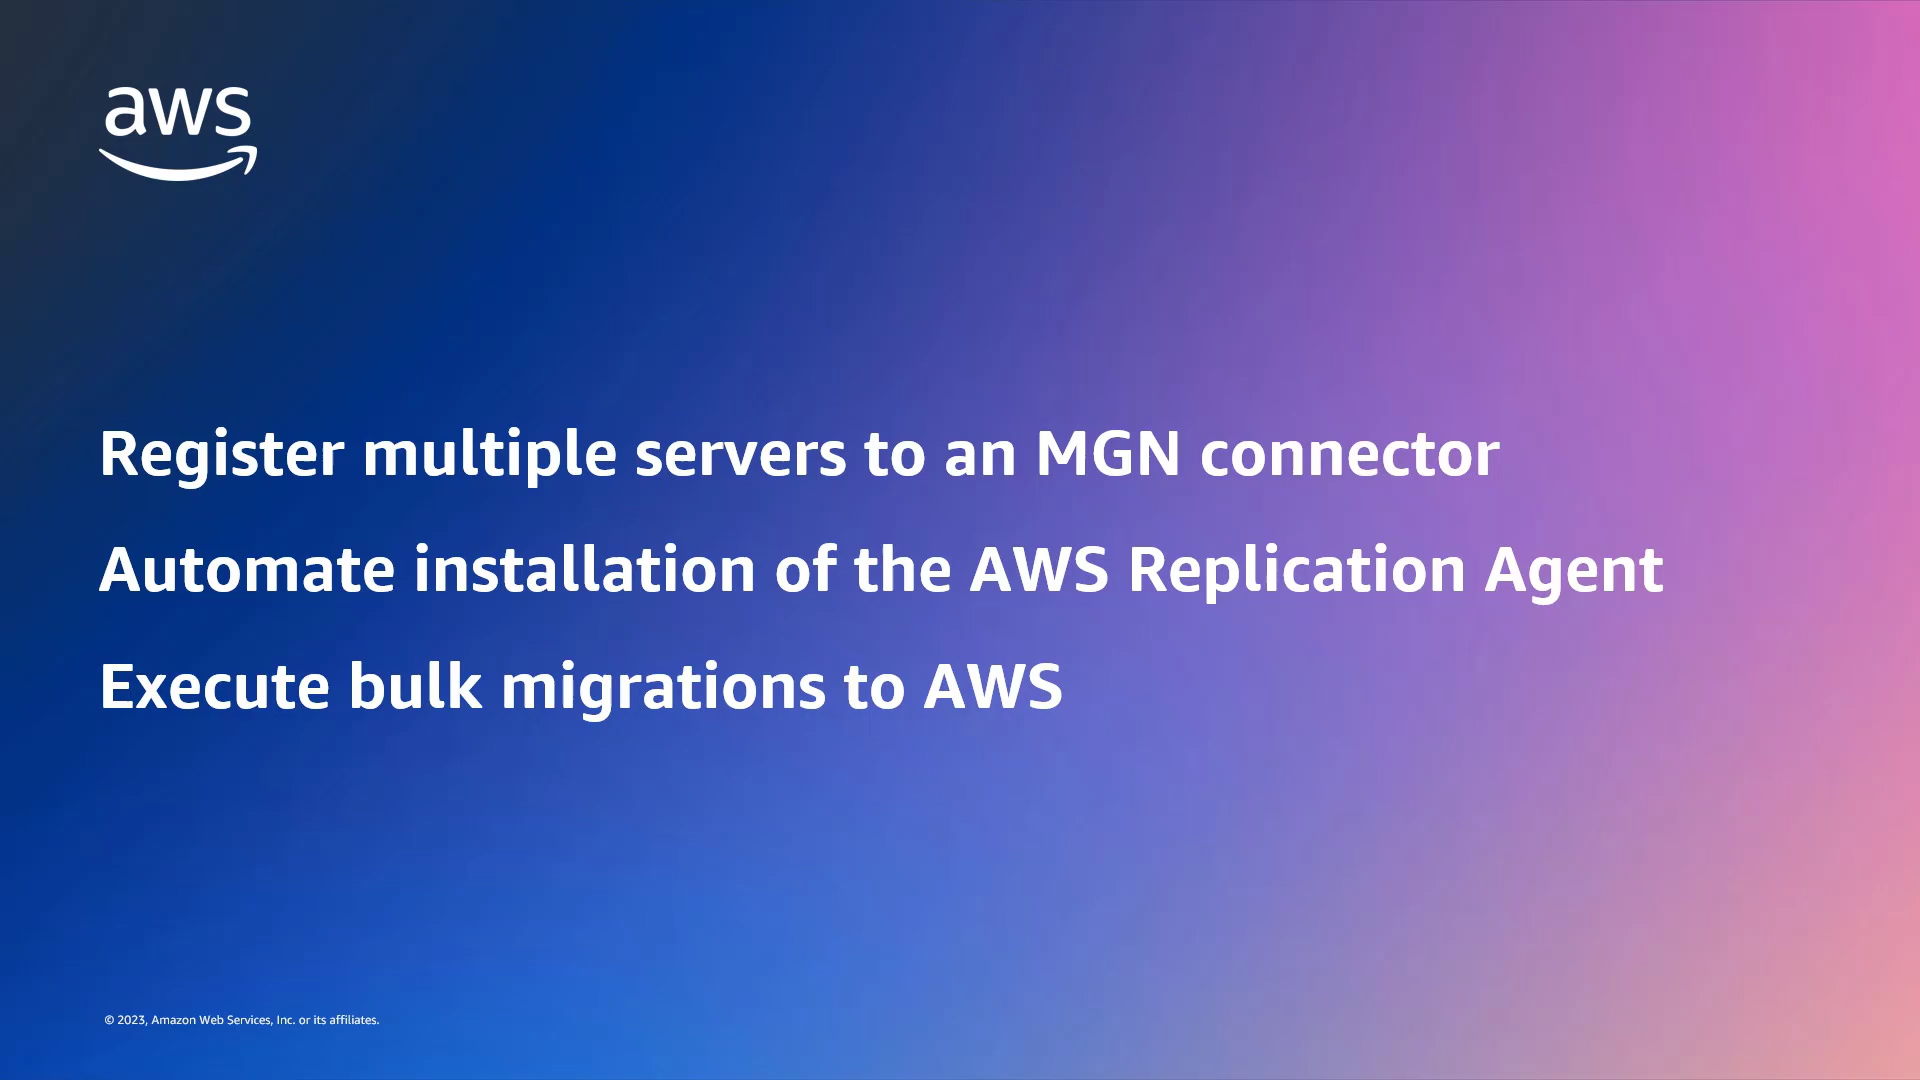 aws
Register multiple servers to an MGN connector
Automate installation of the AWS Replication Agent
Execute bulk migrations to AWS
© 2023, Amazon Web Services, Inc. or its affiliates.